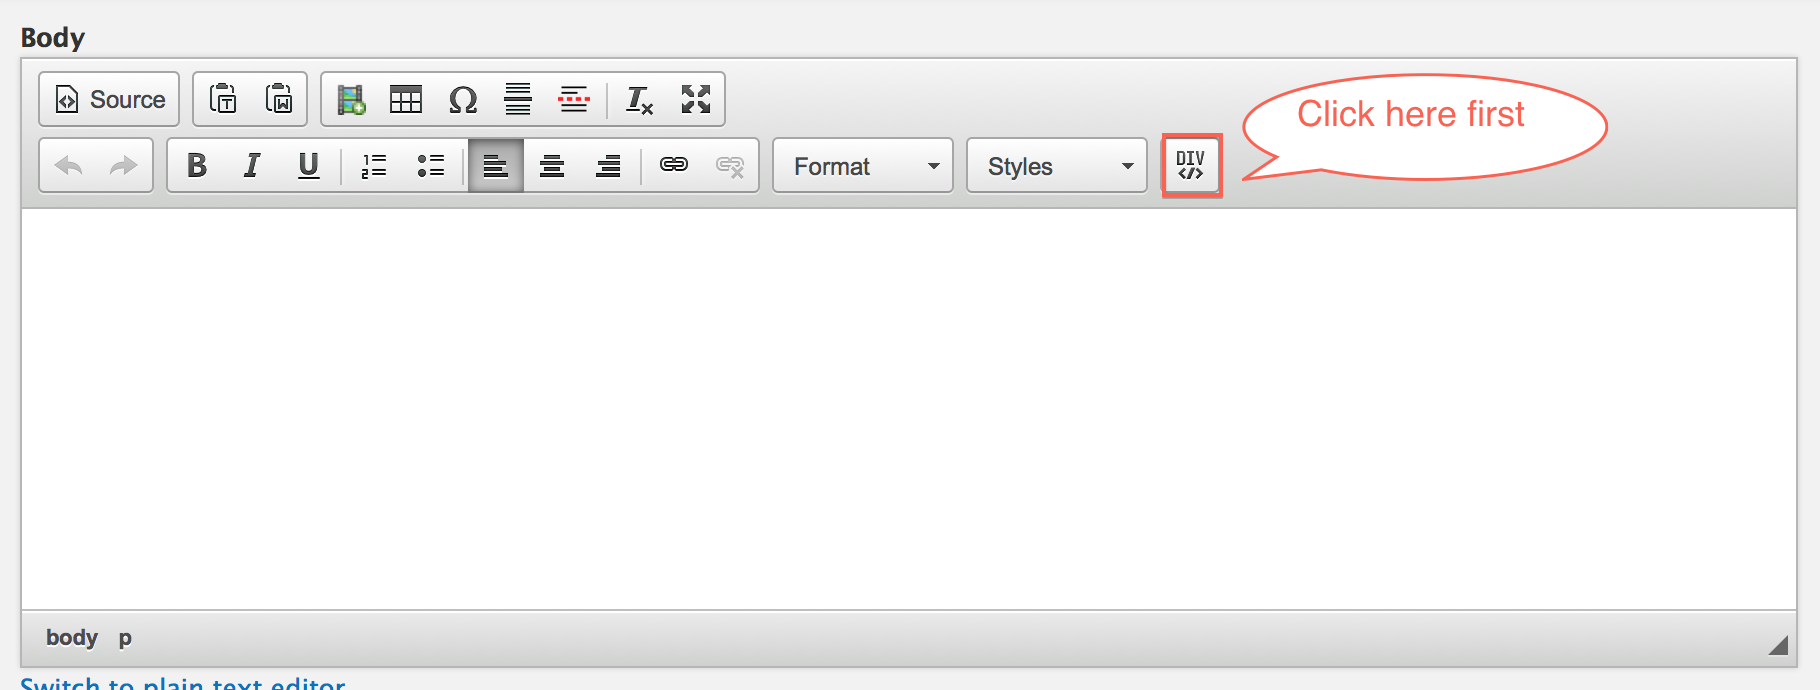 Body
Source
Click here first
B I U
Format
Styles
DIV
</>
body p
Switch to plain text editor